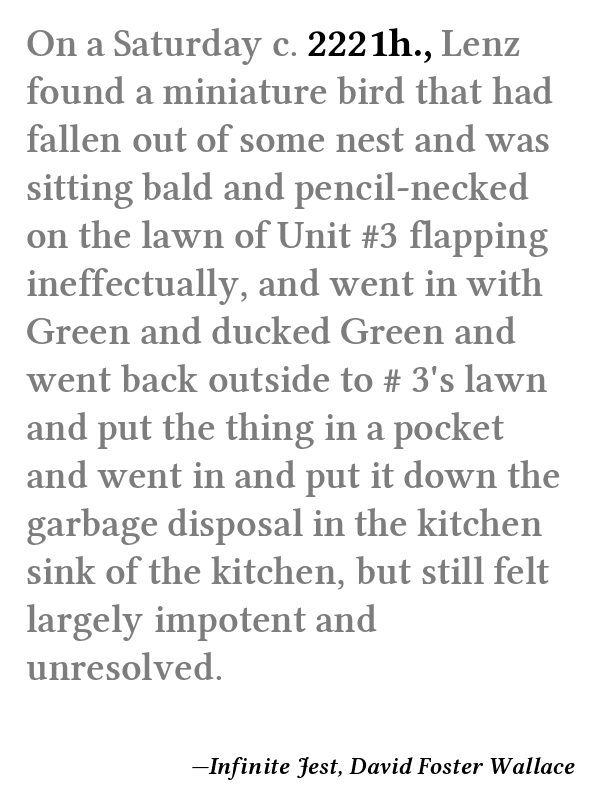 On a Saturday c. 2221h., Lenz
found a miniature bird that had
fallen out of some nest and was
sitting bald and pencil-necked
on the lawn of Unit #3 flapping
ineffectually, and went in with
Green and ducked Green and
went back outside to # 3's lawn
and put the thing in a pocket
and went in and put it down the
garbage disposal in the kitchen
sink of the kitchen, but still felt
largely impotent and
unresolved.
—Infinite Jest, David Foster Wallace